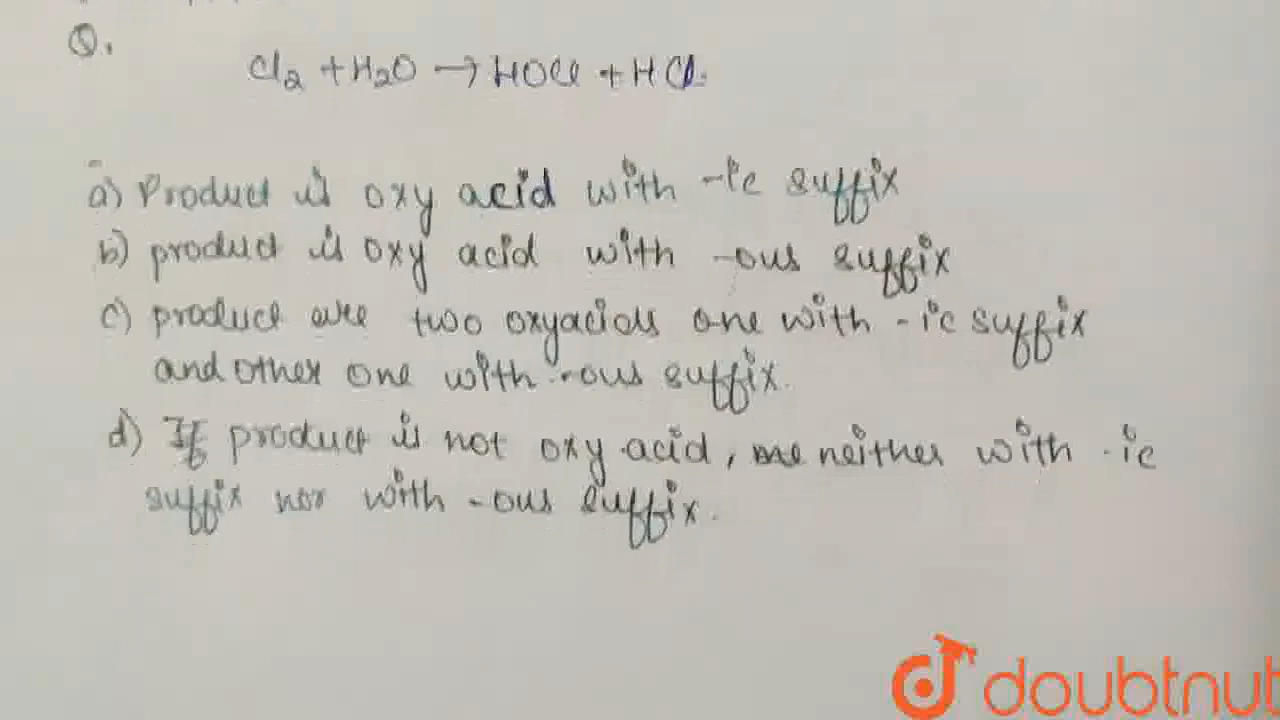 Q.
Cl2 + H2O → HOCl + HCl.
a) Product is oxy acid with -ic suffix
b) product is oxy acid with -ous suffix
c) product are two oxyacids one with -ic suffix
and other one with -ous suffix.
d) If product is not oxy acid, neither with -ic
suffix nor with -ous suffix.
doubtnut